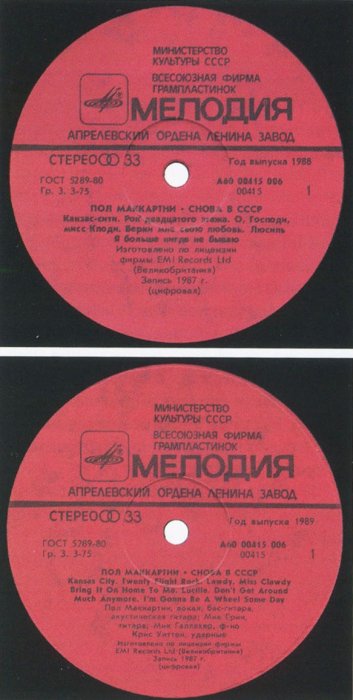 МИНИСТЕРСТВО
КУЛЬТУРЫ СССР
ВСЕСОЮЗНАЯ ФИРМА
ГРАМПЛАСТИНОК
МЕЛОДИЯ
АПРЕЛЕВСКИЙ ОРДЕНА ЛЕНИНА ЗАВОД
СТЕРЕО 33
Год выпуска 1988
ГОСТ 5289-80
А60 00415 006
Гр. 3. 3-75
00415
1
ПОЛ МАККАРТНИ • СНОВА В СССР
Канзас-сити. Рок двадцатого этажа. О, Господи,
мисс Клоди. Верни мне свою любовь. Люсиль
Я больше нигде не бываю
Изготовлено по лицензии
фирмы EMI Records Ltd
(Великобритания)
Запись 1987 г.
(цифровая)
МИНИСТЕРСТВО
КУЛЬТУРЫ СССР
ВСЕСОЮЗНАЯ ФИРМА
ГРАМПЛАСТИНОК
МЕЛОДИЯ
АПРЕЛЕВСКИЙ ОРДЕНА ЛЕНИНА ЗАВОД
СТЕРЕО 33
Год выпуска 1989
ГОСТ 5289-80
А60 00415 006
Гр. 3. 3-75
00415
1
ПОЛ МАККАРТНИ • СНОВА В СССР
Kansas City. Twenty Flight Rock. Lawdy, Miss Clawdy
Bring It On Home To Me. Lucille. Don't Get Around
Much Anymore. I'm Gonna Be A Wheel Some Day
Пол Маккартни, вокал, бас-гитара,
акустическая гитара; Мик Грин,
гитара; Мик Галлахер, ф-но
Крис Уиттен, ударные
Изготовлено по лицензии фирмы
EMI Records Ltd (Великобритания)
Запись 1987 г.
(цифровая)